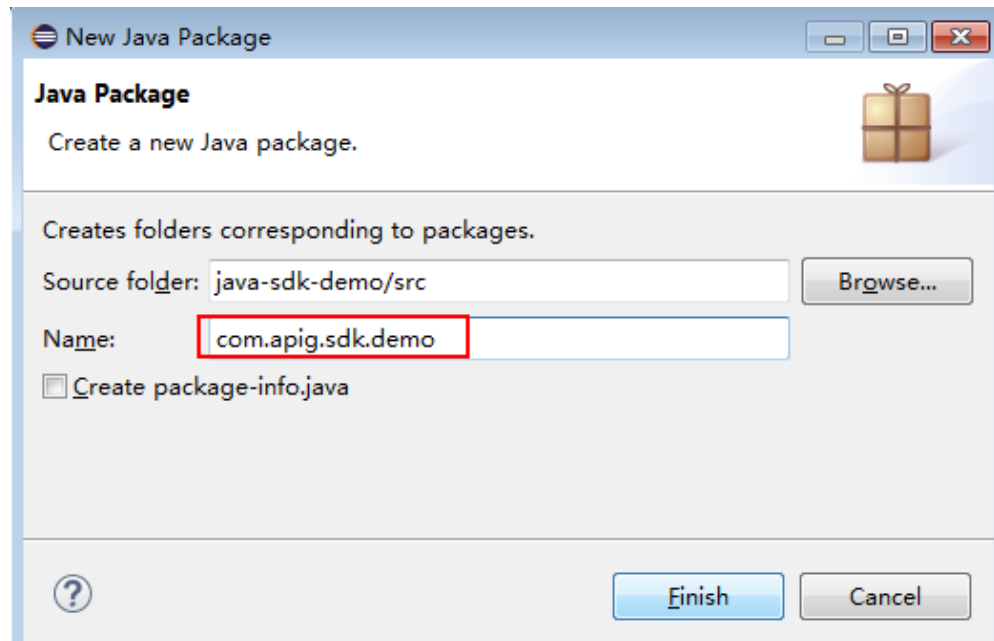 New Java Package
Java Package
Create a new Java package.
Creates folders corresponding to packages.
Source folder: java-sdk-demo/src Browse...
Name: com.apig.sdk.demo
Create package-info.java
? Finish Cancel